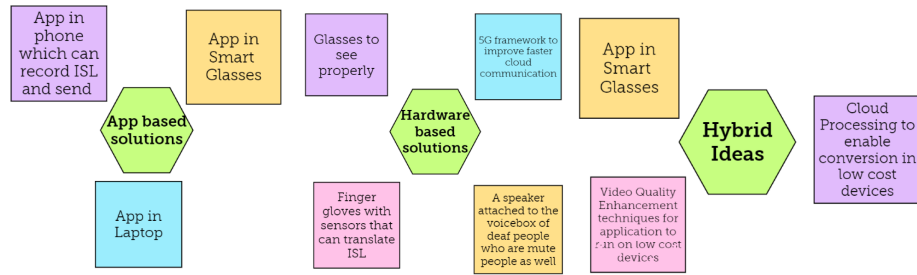 App in
phone
which can
record ISL
and send
App in
Smart
Glasses
App based
solutions
App in
Laptop
Glasses to
see
properly
5G framework to
improve faster
cloud
communication
Hardware
based
solutions
Finger
gloves with
sensors that
can translate
ISL
A speaker
attached to the
voicebox of
deaf people
who are mute
people as well
App in
Smart
Glasses
Hybrid
Ideas
Cloud
Processing to
enable
conversion in
low cost
devices
Video Quality
Enhancement
techniques for
application to
run on low cost
devices